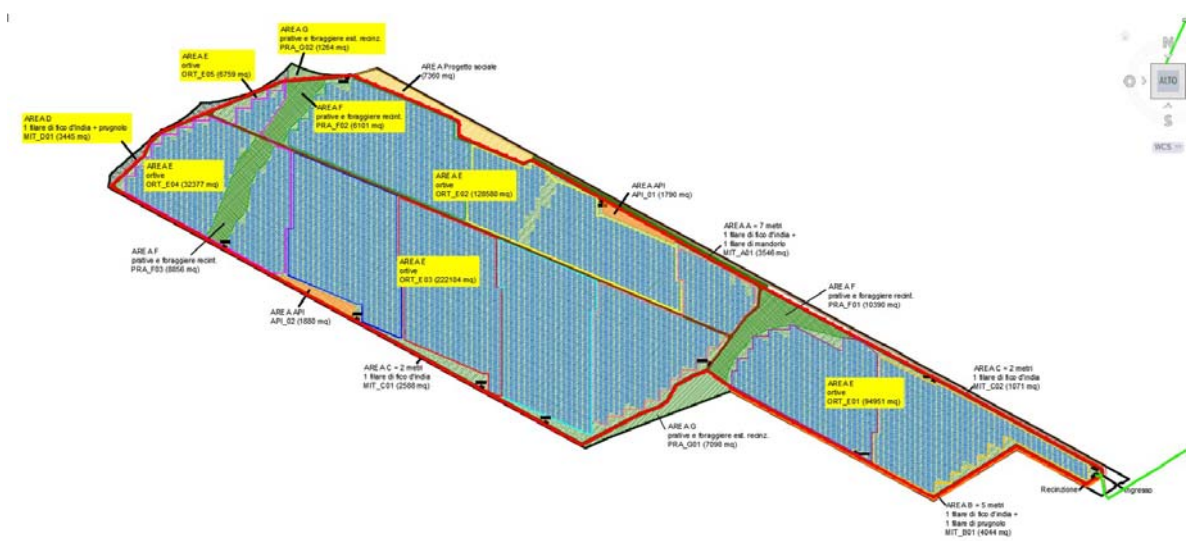 AREA G
prative e foraggiere est. recinz.
PRA_G02 (1264 mq)
AREA E
ortive
ORT_E05 (6759 mq)
AREA Progetto sociale
(7360 mq)
AREA D
1 filare di fico d'india + prugnolo
MIT_D01 (3445 mq)
AREA F
prative e foraggiere recint.
PRA_F02 (6101 mq)
AREA E
ortive
ORT_E04 (32377 mq)
AREA E
ortive
ORT_E02 (128580 mq)
AREA API
API_01 (1790 mq)
AREA A = 7 metri
1 filare di fico d'india +
1 filare di mandorlo
MIT_A01 (3546 mq)
AREA F
prative e foraggiere recint.
PRA_F03 (8856 mq)
AREA E
ortive
ORT_E03 (222184 mq)
AREA F
prative e foraggiere recint.
PRA_F01 (10390 mq)
AREA API
API_02 (1880 mq)
AREA C = 2 metri
1 filare di fico d'india
MIT_C01 (2588 mq)
AREA C = 2 metri
1 filare di fico d'india
MIT_C02 (1071 mq)
AREA E
ortive
ORT_E01 (94951 mq)
AREA G
prative e foraggiere est. recinz.
PRA_G01 (7098 mq)
Recinzione
Ingresso
AREA B = 5 metri
1 filare di fico d'india +
1 filare di prugnolo
MIT_B01 (4044 mq)
N
ALTO
S
WCS